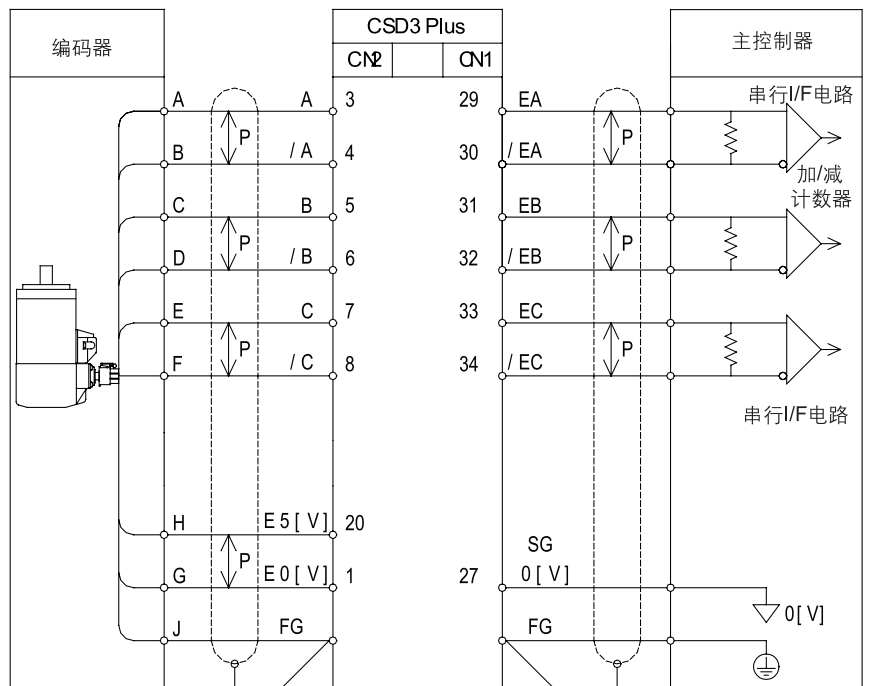 编码器
CSD3 Plus
CN2 CN1
主控制器
A A 3 29 EA 串行I/F电路
P P
B /A 4 30 /EA
加/减
计数器
C B 5 31 EB
P P
D /B 6 32 /EB
E C 7 33 EC
P P
F /C 8 34 /EC
串行I/F电路
H E5[V] 20
P SG
G E0[V] 1 27 0[V]
0[V]
J FG FG